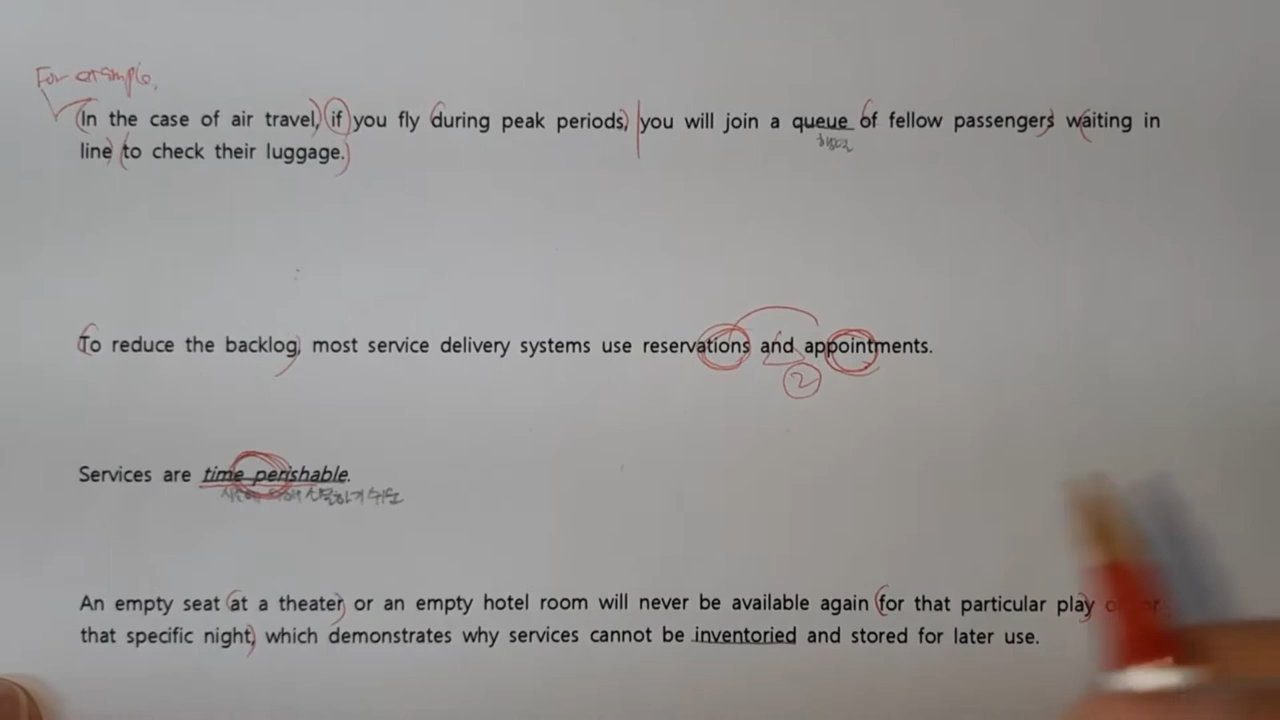 For example,
In the case of air travel, if you fly during peak periods, you will join a queue of fellow passengers waiting in
line to check their luggage.
To reduce the backlog, most service delivery systems use reservations and appointments.
2
Services are time perishable.
An empty seat at a theater or an empty hotel room will never be available again for that particular play
that specific night, which demonstrates why services cannot be inventoried and stored for later use.